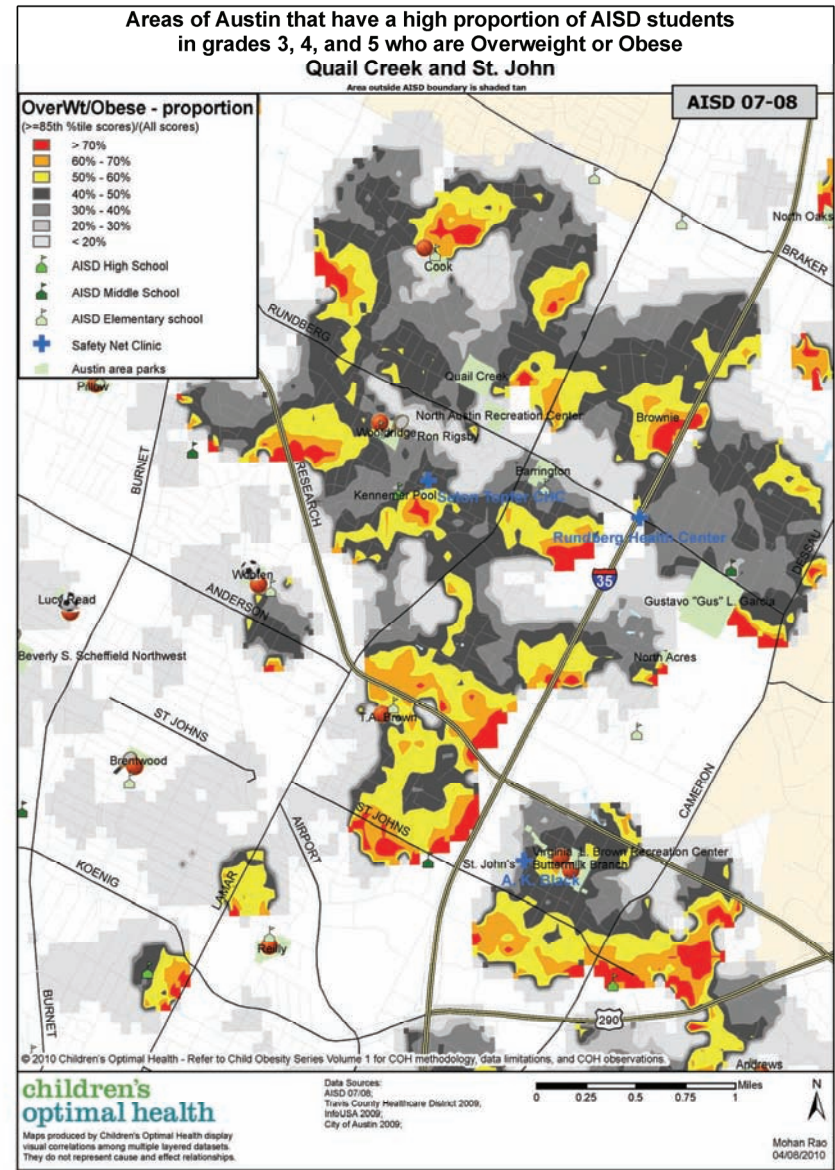 Areas of Austin that have a high proportion of AISD students
in grades 3, 4, and 5 who are Overweight or Obese
Quail Creek and St. John
Area outside AISD boundary is shaded tan
AISD 07-08
OverWt/Obese - proportion
(>=85th %tile scores)/(All scores)
> 70%
60% - 70%
50% - 60%
40% - 50%
30% - 40%
20% - 30%
< 20%
AISD High School
AISD Middle School
AISD Elementary school
Safety Net Clinic
Austin area parks
North Oaks
BRAKER
Cook
RUNDBERG
Quail Creek
Pillow
North Austin Recreation Center
Brownie
Wooldridge
Ron Rigsby
BURNET
RESEARCH
Barrington
Kennemer Pool
Rundberg Health Center
DESSAU
35
Wooten
ANDERSON
Lucy Read
Gustavo "Gus" L. Garcia
Beverly S. Scheffield Northwest
North Acres
ST JOHNS
T.A. Brown
Brentwood
CAMERON
ST JOHNS
AIRPORT
KOENIG
LAMAR
Virginia L. Brown Recreation Center
St. John's
Buttermilk Branch
A. K. Black
Reilly
BURNET
290
© 2010 Children's Optimal Health - Refer to Child Obesity Series Volume 1 for COH methodology, data limitations, and COH observations.
Andrews
children's
optimal health
Maps produced by Children's Optimal Health display
visual correlations among multiple layered datasets.
They do not represent cause and effect relationships.
Data Sources:
AISD 07/08;
Travis County Healthcare District 2009;
InfoUSA 2009;
City of Austin 2009;
Miles
0 0.25 0.5 0.75 1
N
Mohan Rao
04/08/2010